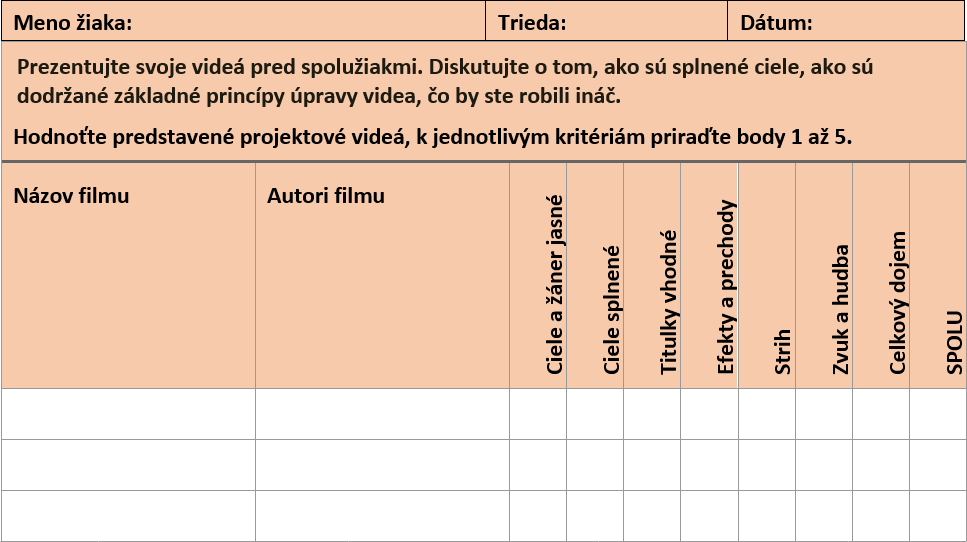 Meno žiaka: Trieda: Dátum:
Prezentujte svoje videá pred spolužiakmi. Diskutujte o tom, ako sú splnené ciele, ako sú
dodržané základné princípy úpravy videa, čo by ste robili ináč.
Hodnoťte predstavené projektové videá, k jednotlivým kritériám priraďte body 1 až 5.
Názov filmu
Autori filmu
Ciele a žáner jasné
Ciele splnené
Titulky vhodné
Efekty a prechody
Strih
Zvuk a hudba
Celkový dojem
SPOLU